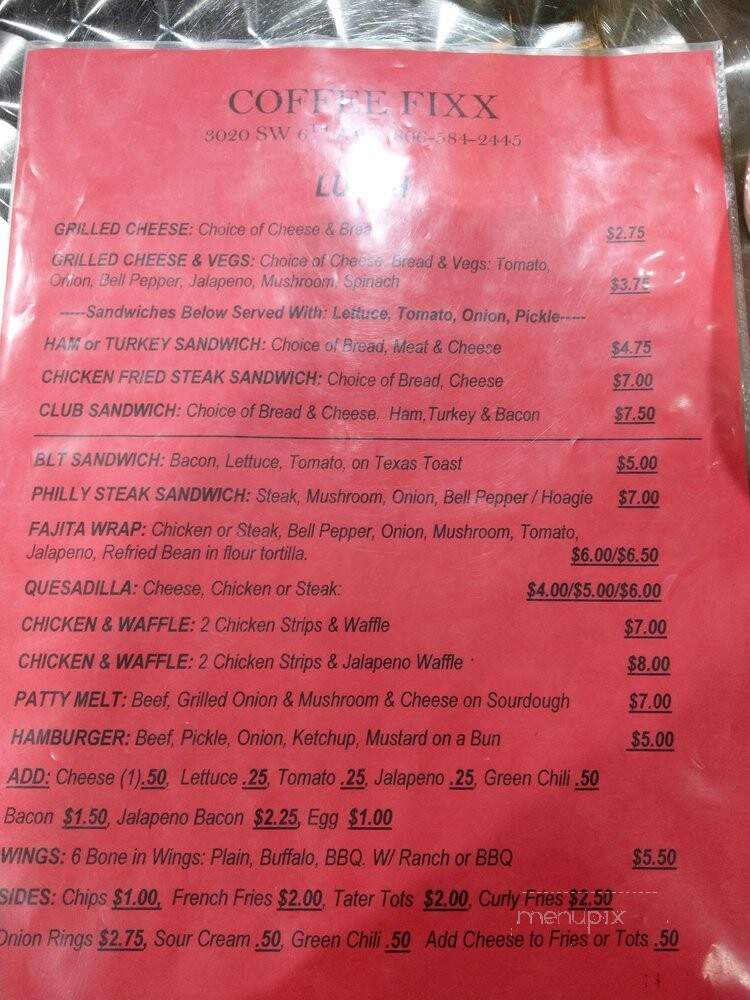 COFFEE FIXX
3020 SW 6TH 806-584-2445
GRILLED CHEESE: Choice of Cheese & Bread $2.75
GRILLED CHEESE & VEGS: Choice of Cheese, Bread & Vegs: Tomato,
Onion, Bell Pepper, Jalapeno, Mushroom, Spinach $3.75
-----Sandwiches Below Served With: Lettuce, Tomato, Onion, Pickle-----
HAM or TURKEY SANDWICH: Choice of Bread, Meat & Cheese $4.75
CHICKEN FRIED STEAK SANDWICH: Choice of Bread, Cheese $7.00
CLUB SANDWICH: Choice of Bread & Cheese. Ham,Turkey & Bacon $7.50
BLT SANDWICH: Bacon, Lettuce, Tomato, on Texas Toast $5.00
PHILLY STEAK SANDWICH: Steak, Mushroom, Onion, Bell Pepper / Hoagie $7.00
FAJITA WRAP: Chicken or Steak, Bell Pepper, Onion, Mushroom, Tomato,
Jalapeno, Refried Bean in flour tortilla. $6.00/$6.50
QUESADILLA: Cheese, Chicken or Steak: $4.00/$5.00/$6.00
CHICKEN & WAFFLE: 2 Chicken Strips & Waffle $7.00
CHICKEN & WAFFLE: 2 Chicken Strips & Jalapeno Waffle $8.00
PATTY MELT: Beef, Grilled Onion & Mushroom & Cheese on Sourdough $7.00
HAMBURGER: Beef, Pickle, Onion, Ketchup, Mustard on a Bun $5.00
ADD: Cheese (1).50, Lettuce .25, Tomato .25, Jalapeno .25, Green Chili .50
Bacon $1.50, Jalapeno Bacon $2.25, Egg $1.00
WINGS: 6 Bone in Wings: Plain, Buffalo, BBQ. W/ Ranch or BBQ $5.50
SIDES: Chips $1.00, French Fries $2.00, Tater Tots $2.00, Curly Fries $2.50
Onion Rings $2.75, Sour Cream .50, Green Chili .50 Add Cheese to Fries or Tots .50
menupix